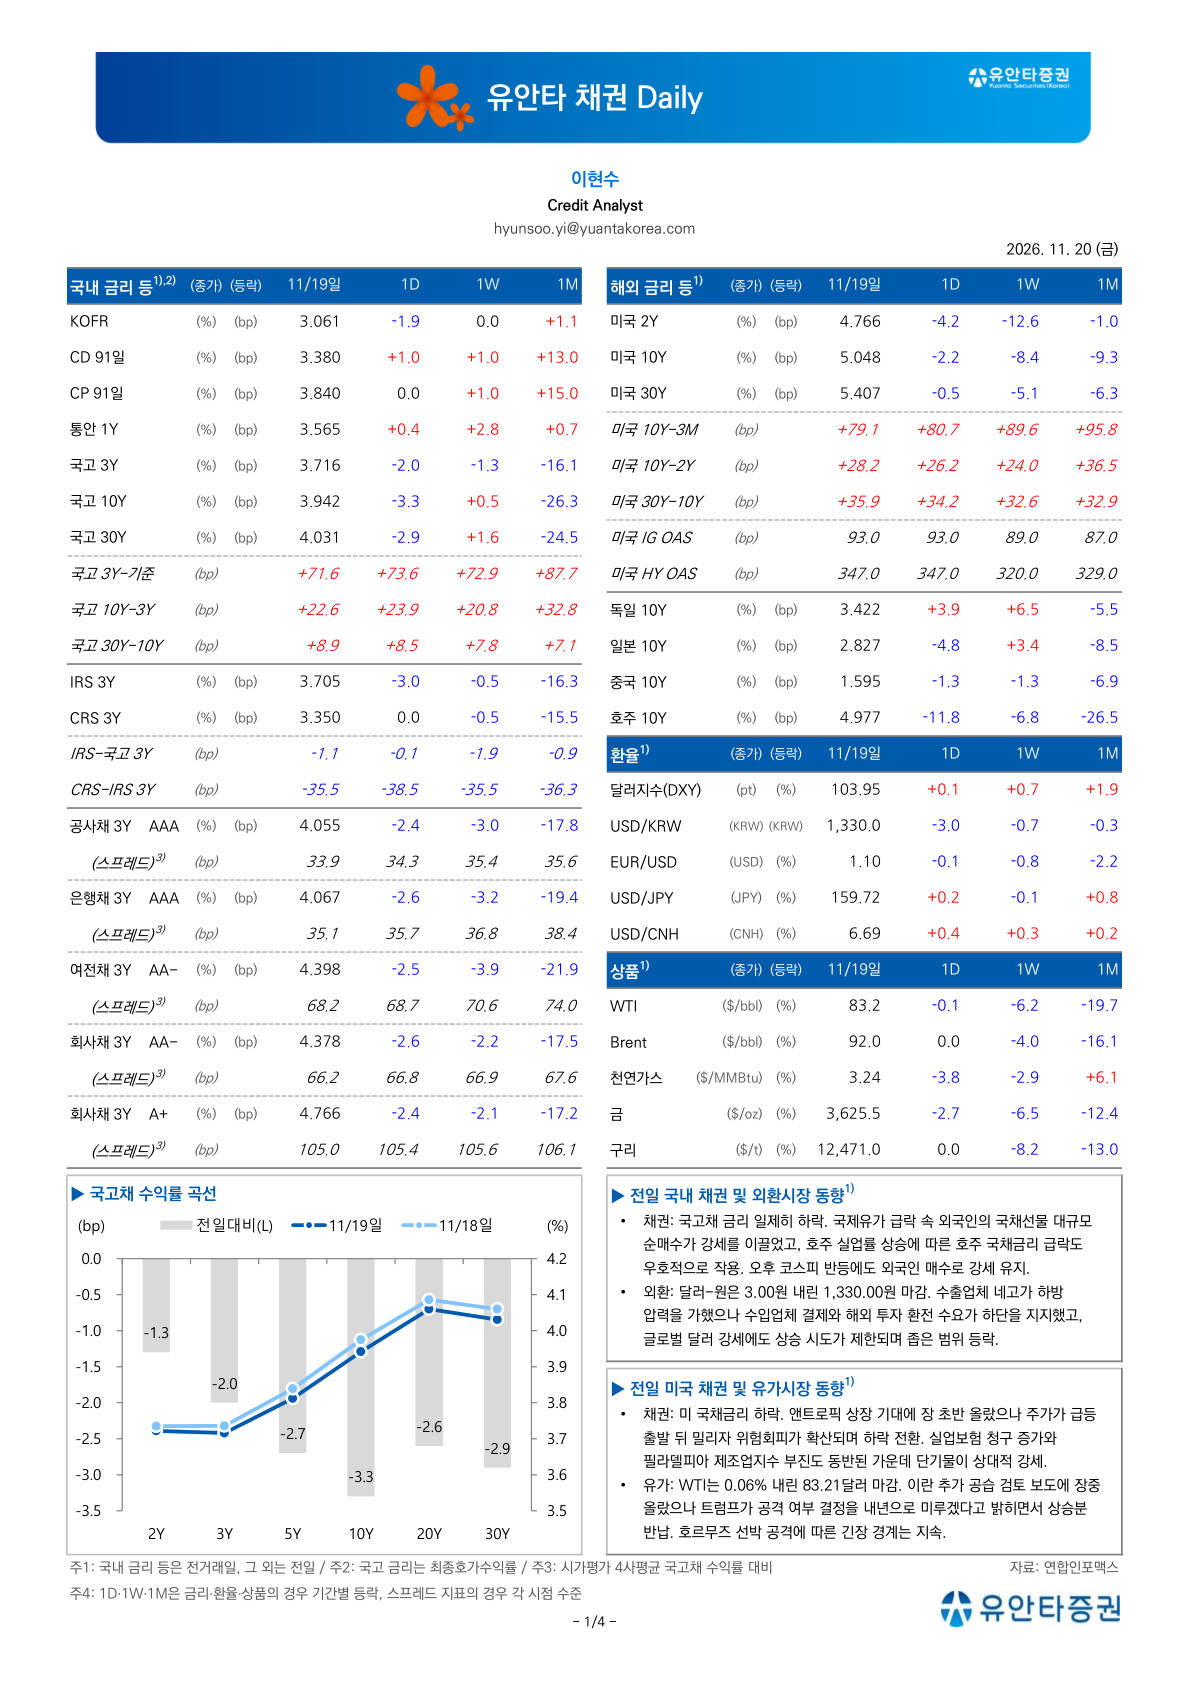 유안타 채권 Daily
유안타증권
Yuanta Securities (Korea)
이현수
Credit Analyst
hyunsoo.yi@yuantakorea.com
2026. 11. 20 (금)
국내 금리 등1),2) (종가) (등락) 11/19일 1D 1W 1M
KOFR (%) (bp) 3.061 -1.9 0.0 +1.1
CD 91일 (%) (bp) 3.380 +1.0 +1.0 +13.0
CP 91일 (%) (bp) 3.840 0.0 +1.0 +15.0
통안 1Y (%) (bp) 3.565 +0.4 +2.8 +0.7
국고 3Y (%) (bp) 3.716 -2.0 -1.3 -16.1
국고 10Y (%) (bp) 3.942 -3.3 +0.5 -26.3
국고 30Y (%) (bp) 4.031 -2.9 +1.6 -24.5
국고 3Y-기준 (bp) +71.6 +73.6 +72.9 +87.7
국고 10Y-3Y (bp) +22.6 +23.9 +20.8 +32.8
국고 30Y-10Y (bp) +8.9 +8.5 +7.8 +7.1
IRS 3Y (%) (bp) 3.705 -3.0 -0.5 -16.3
CRS 3Y (%) (bp) 3.350 0.0 -0.5 -15.5
IRS-국고 3Y (bp) -1.1 -0.1 -1.9 -0.9
CRS-IRS 3Y (bp) -35.5 -38.5 -35.5 -36.3
공사채 3Y AAA (%) (bp) 4.055 -2.4 -3.0 -17.8
(스프레드)3) (bp) 33.9 34.3 35.4 35.6
은행채 3Y AAA (%) (bp) 4.067 -2.6 -3.2 -19.4
(스프레드)3) (bp) 35.1 35.7 36.8 38.4
여전채 3Y AA- (%) (bp) 4.398 -2.5 -3.9 -21.9
(스프레드)3) (bp) 68.2 68.7 70.6 74.0
회사채 3Y AA- (%) (bp) 4.378 -2.6 -2.2 -17.5
(스프레드)3) (bp) 66.2 66.8 66.9 67.6
회사채 3Y A+ (%) (bp) 4.766 -2.4 -2.1 -17.2
(스프레드)3) (bp) 105.0 105.4 105.6 106.1
해외 금리 등1) (종가) (등락) 11/19일 1D 1W 1M
미국 2Y (%) (bp) 4.766 -4.2 -12.6 -1.0
미국 10Y (%) (bp) 5.048 -2.2 -8.4 -9.3
미국 30Y (%) (bp) 5.407 -0.5 -5.1 -6.3
미국 10Y-3M (bp) +79.1 +80.7 +89.6 +95.8
미국 10Y-2Y (bp) +28.2 +26.2 +24.0 +36.5
미국 30Y-10Y (bp) +35.9 +34.2 +32.6 +32.9
미국 IG OAS (bp) 93.0 93.0 89.0 87.0
미국 HY OAS (bp) 347.0 347.0 320.0 329.0
독일 10Y (%) (bp) 3.422 +3.9 +6.5 -5.5
일본 10Y (%) (bp) 2.827 -4.8 +3.4 -8.5
중국 10Y (%) (bp) 1.595 -1.3 -1.3 -6.9
호주 10Y (%) (bp) 4.977 -11.8 -6.8 -26.5
환율1) (종가) (등락) 11/19일 1D 1W 1M
달러지수(DXY) (pt) (%) 103.95 +0.1 +0.7 +1.9
USD/KRW (KRW) (KRW) 1,330.0 -3.0 -0.7 -0.3
EUR/USD (USD) (%) 1.10 -0.1 -0.8 -2.2
USD/JPY (JPY) (%) 159.72 +0.2 -0.1 +0.8
USD/CNH (CNH) (%) 6.69 +0.4 +0.3 +0.2
상품1) (종가) (등락) 11/19일 1D 1W 1M
WTI ($/bbl) (%) 83.2 -0.1 -6.2 -19.7
Brent ($/bbl) (%) 92.0 0.0 -4.0 -16.1
천연가스 ($/MMBtu) (%) 3.24 -3.8 -2.9 +6.1
금 ($/oz) (%) 3,625.5 -2.7 -6.5 -12.4
구리 ($/t) (%) 12,471.0 0.0 -8.2 -13.0
▶ 국고채 수익률 곡선
(bp) 전일대비(L) 11/19일 11/18일 (%)
0.0 4.2
-0.5 4.1
-1.0 4.0
-1.5 3.9
-2.0 3.8
-2.5 3.7
-3.0 3.6
-3.5 3.5
-1.3 -2.0 -2.7 -3.3 -2.6 -2.9
2Y 3Y 5Y 10Y 20Y 30Y
▶ 전일 국내 채권 및 외환시장 동향1)
• 채권: 국고채 금리 일제히 하락. 국제유가 급락 속 외국인의 국채선물 대규모
순매수가 강세를 이끌었고, 호주 실업률 상승에 따른 호주 국채금리 급락도
우호적으로 작용. 오후 코스피 반등에도 외국인 매수로 강세 유지.
• 외환: 달러-원은 3.00원 내린 1,330.00원 마감. 수출업체 네고가 하방
압력을 가했으나 수입업체 결제와 해외 투자 환전 수요가 하단을 지지했고,
글로벌 달러 강세에도 상승 시도가 제한되며 좁은 범위 등락.
▶ 전일 미국 채권 및 유가시장 동향1)
• 채권: 미 국채금리 하락. 앤트로픽 상장 기대에 장 초반 올랐으나 주가가 급등
출발 뒤 밀리자 위험회피가 확산되며 하락 전환. 실업보험 청구 증가와
필라델피아 제조업지수 부진도 동반된 가운데 단기물이 상대적 강세.
• 유가: WTI는 0.06% 내린 83.21달러 마감. 이란 추가 공습 검토 보도에 장중
올랐으나 트럼프가 공격 여부 결정을 내년으로 미루겠다고 밝히면서 상승분
반납. 호르무즈 선박 공격에 따른 긴장 경계는 지속.
주1: 국내 금리 등은 전거래일, 그 외는 전일 / 주2: 국고 금리는 최종호가수익률 / 주3: 시가평가 4사평균 국고채 수익률 대비
자료: 연합인포맥스
주4: 1D·1W·1M은 금리·환율·상품의 경우 기간별 등락, 스프레드 지표의 경우 각 시점 수준
유안타증권
- 1/4 -